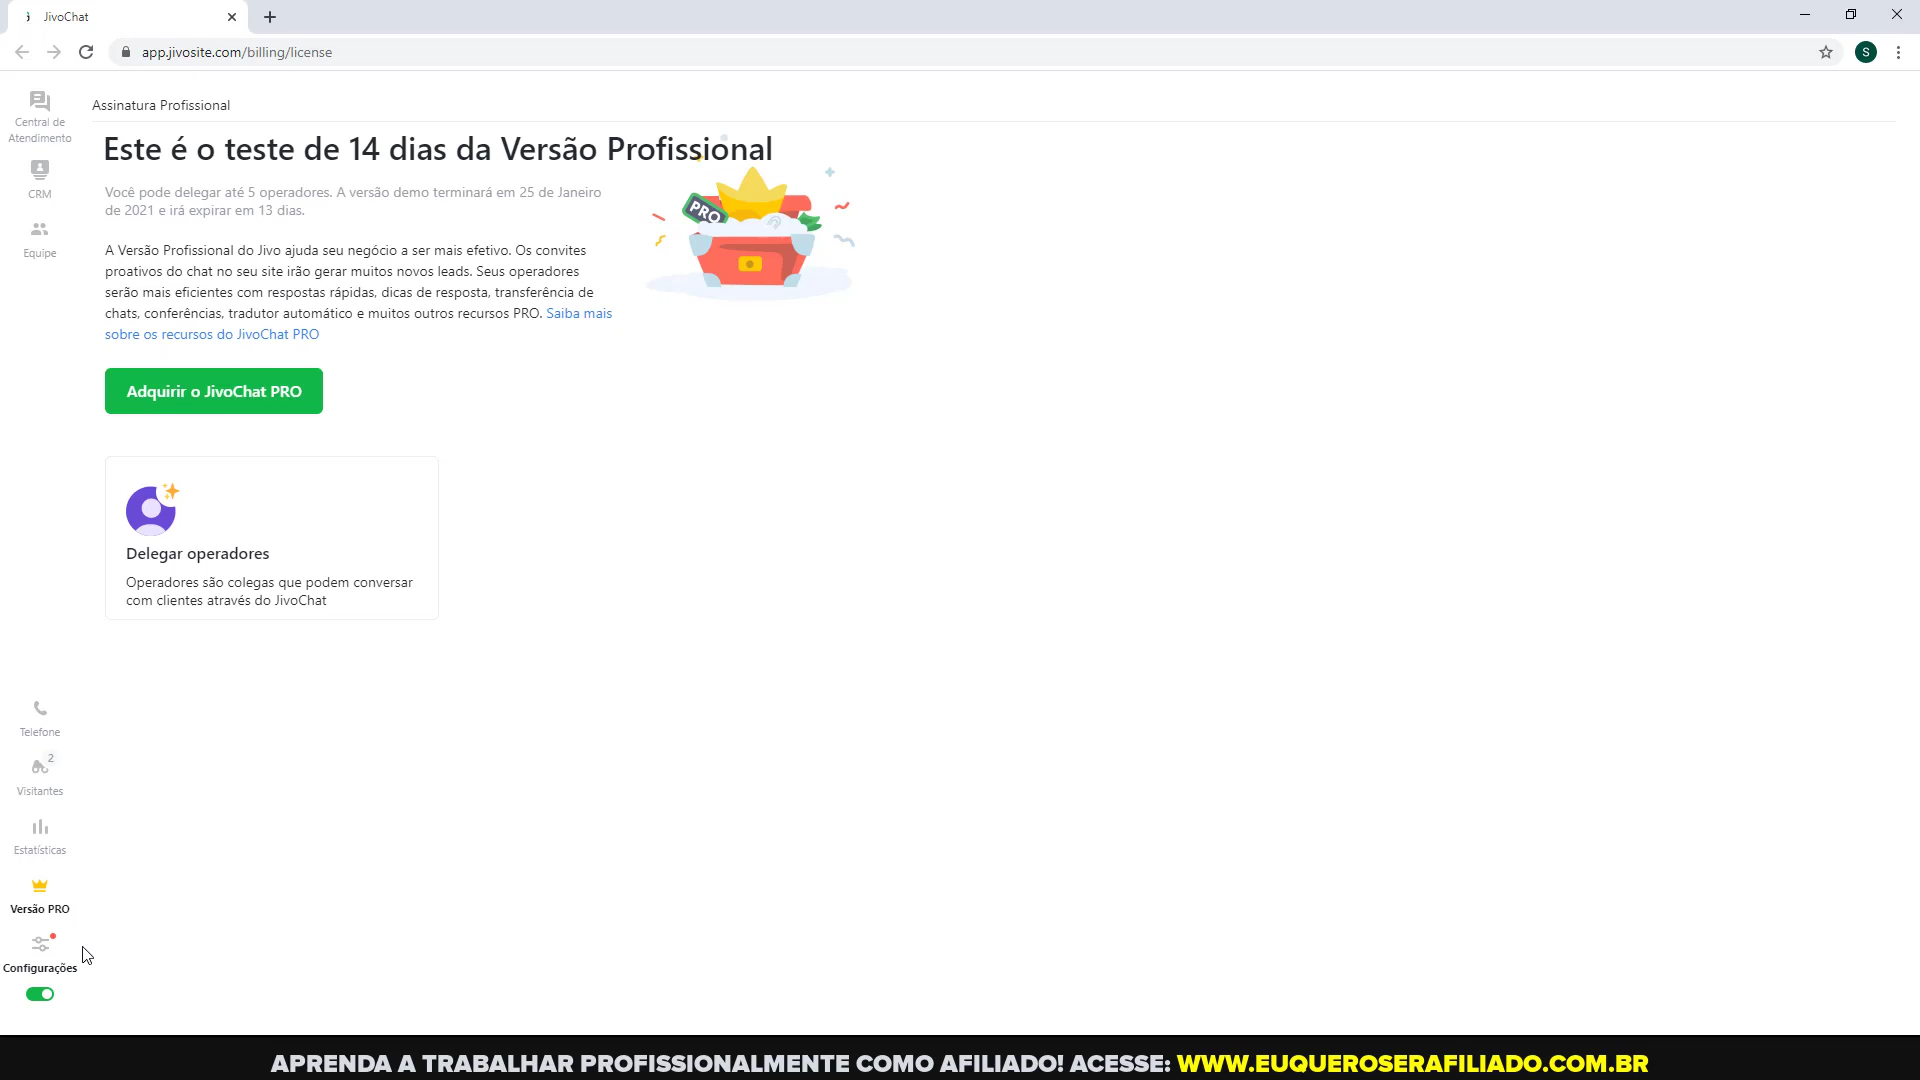 JivoChat
app.jivosite.com/billing/license
S
Central de
Atendimento
CRM
Equipe
Assinatura Profissional
Este é o teste de 14 dias da Versão Profissional
Você pode delegar até 5 operadores. A versão demo terminará em 25 de Janeiro
de 2021 e irá expirar em 13 dias.
PRO
A Versão Profissional do Jivo ajuda seu negócio a ser mais efetivo. Os convites
proativos do chat no seu site irão gerar muitos novos leads. Seus operadores
serão mais eficientes com respostas rápidas, dicas de resposta, transferência de
chats, conferências, tradutor automático e muitos outros recursos PRO. Saiba mais
sobre os recursos do JivoChat PRO
Adquirir o JivoChat PRO
Delegar operadores
Operadores são colegas que podem conversar
com clientes através do JivoChat
Telefone
2
Visitantes
Estatísticas
Versão PRO
Configurações
APRENDA A TRABALHAR PROFISSIONALMENTE COMO AFILIADO! ACESSE: WWW.EUQUEROSERAFILIADO.COM.BR